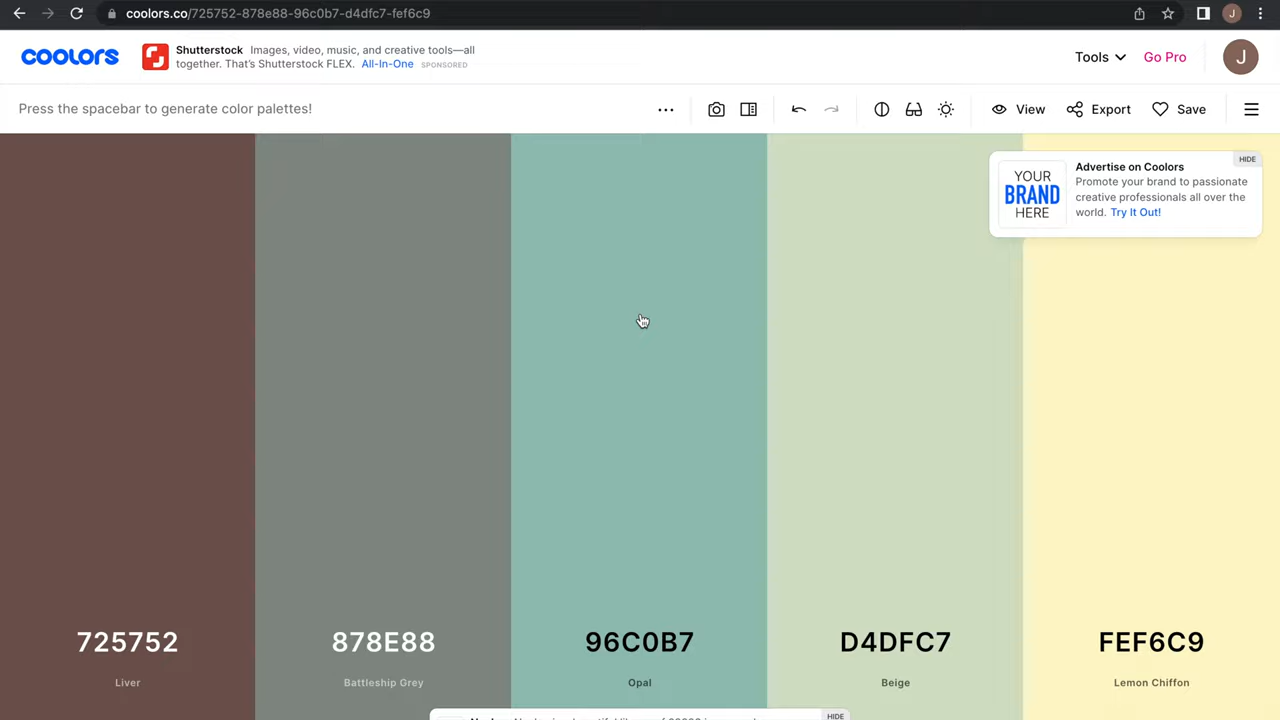 coolors.co/725752-878e88-96c0b7-d4dfc7-fef6c9
J
coolors
Shutterstock Images, video, music, and creative tools—all
together. That's Shutterstock FLEX. All-In-One SPONSORED
Tools
Go Pro
J
Press the spacebar to generate color palettes!
View
Export
Save
HIDE
YOUR
BRAND
HERE
Advertise on Coolors
Promote your brand to passionate
creative professionals all over the
world. Try It Out!
725752
878E88
96C0B7
D4DFC7
FEF6C9
Liver
Battleship Grey
Opal
Beige
Lemon Chiffon
HIDE